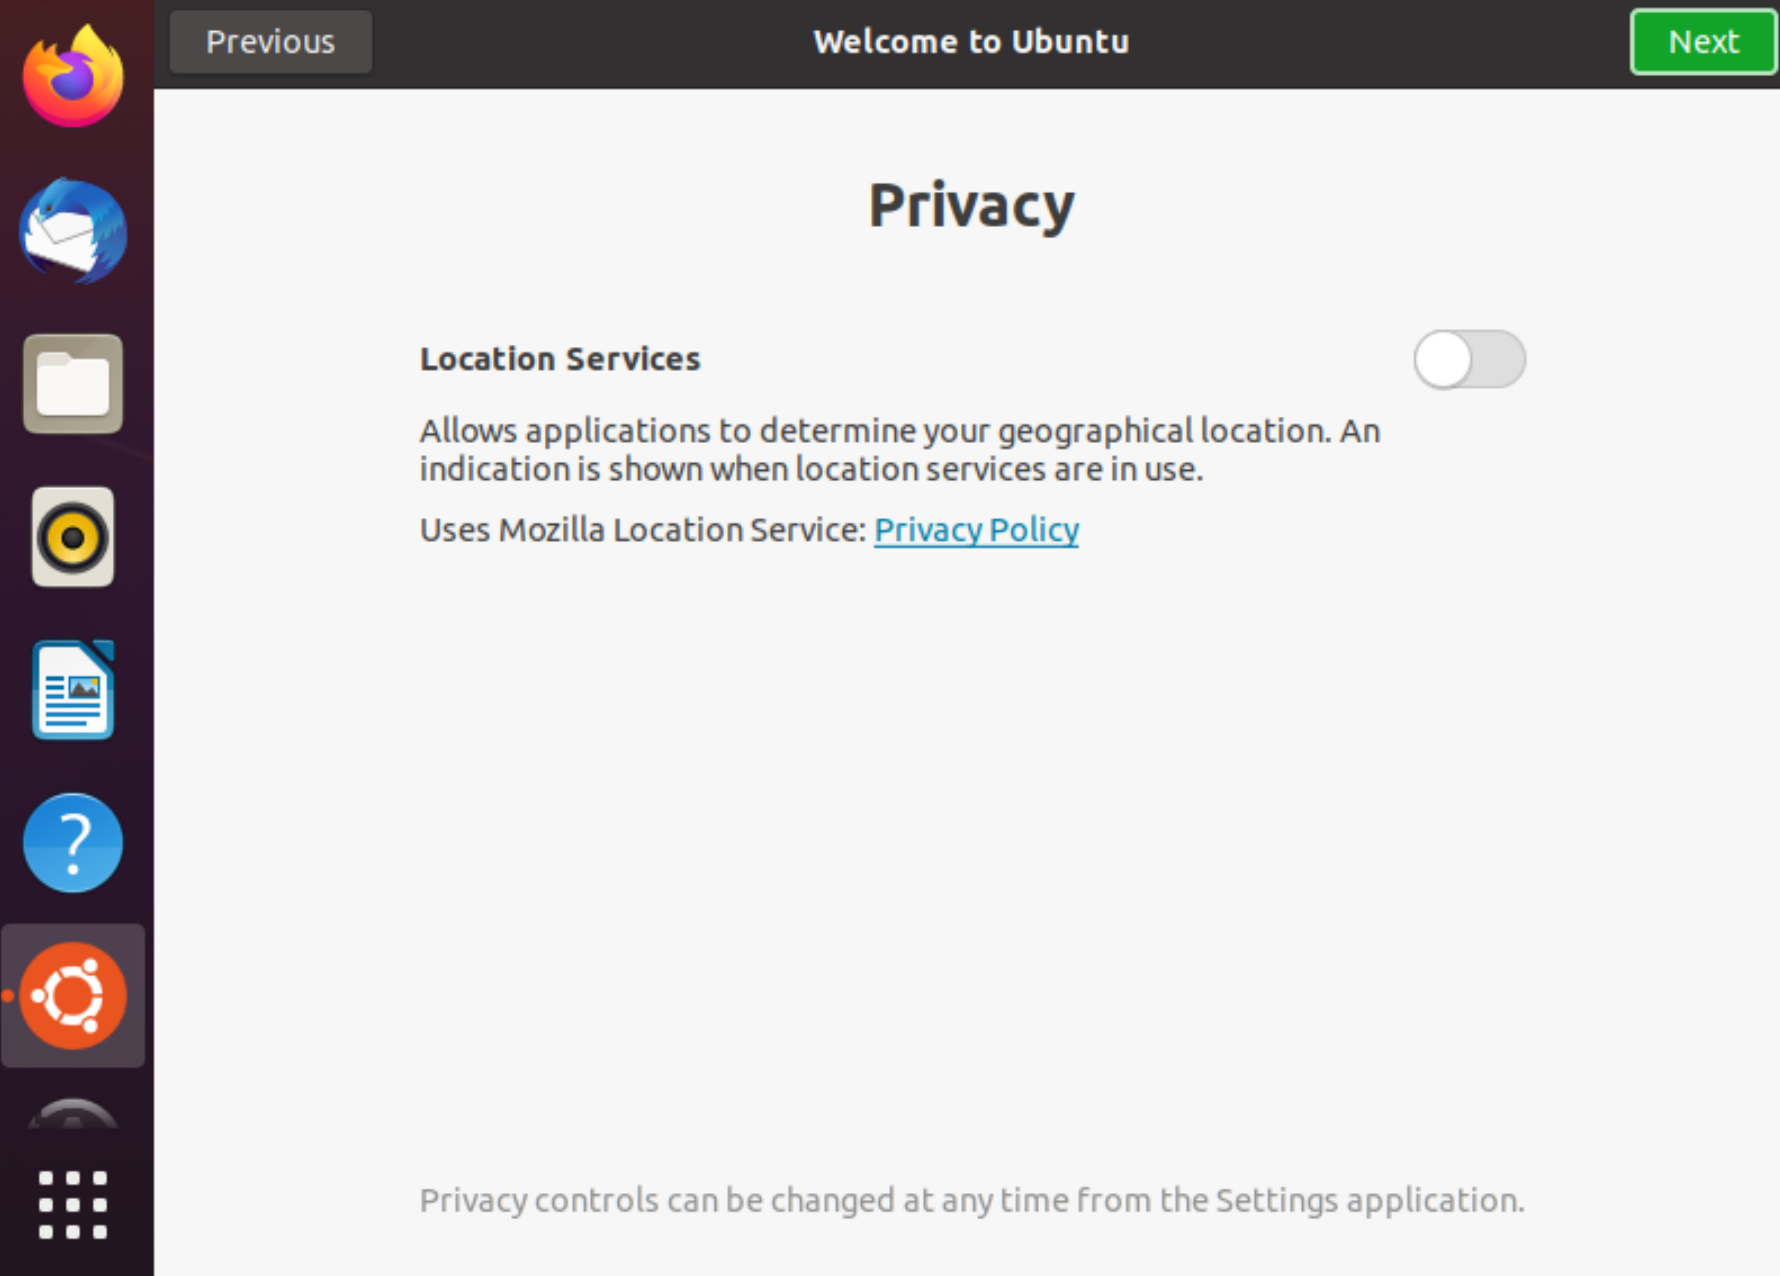 Previous
Welcome to Ubuntu
Next
Privacy
Location Services
Allows applications to determine your geographical location. An
indication is shown when location services are in use.
Uses Mozilla Location Service: Privacy Policy
?
Privacy controls can be changed at any time from the Settings application.